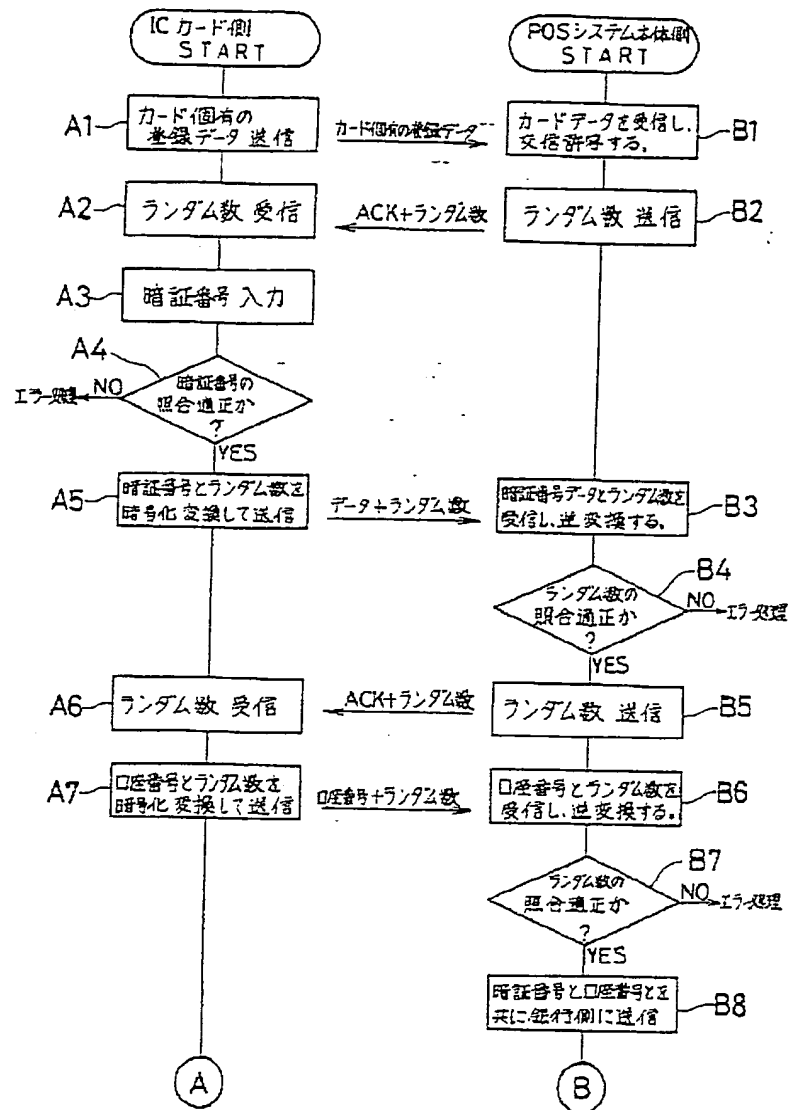 ICカード側
START
POSシステム本体側
START
A1
カード固有の
登録データ 送信
カード固有の登録データ
カードデータを受信し、
交信許可する。
B1
A2
ランダム数 受信
ACK+ランダム数
ランダム数 送信
B2
A3
暗証番号 入力
A4
暗証番号の
照合適正か
?
NO
エラー処理
YES
A5
暗証番号とランダム数を
暗号化変換して送信
データ+ランダム数
暗証番号データとランダム数を
受信し、逆変換する。
B3
B4
ランダム数の
照合適正か
?
NO
エラー処理
YES
A6
ランダム数 受信
ACK+ランダム数
ランダム数 送信
B5
A7
口座番号とランダム数を
暗号化変換して送信
口座番号+ランダム数
口座番号とランダム数を
受信し、逆変換する。
B6
B7
ランダム数の
照合適正か
?
NO
エラー処理
YES
暗証番号と口座番号とを
共に銀行側に送信
B8
A
B